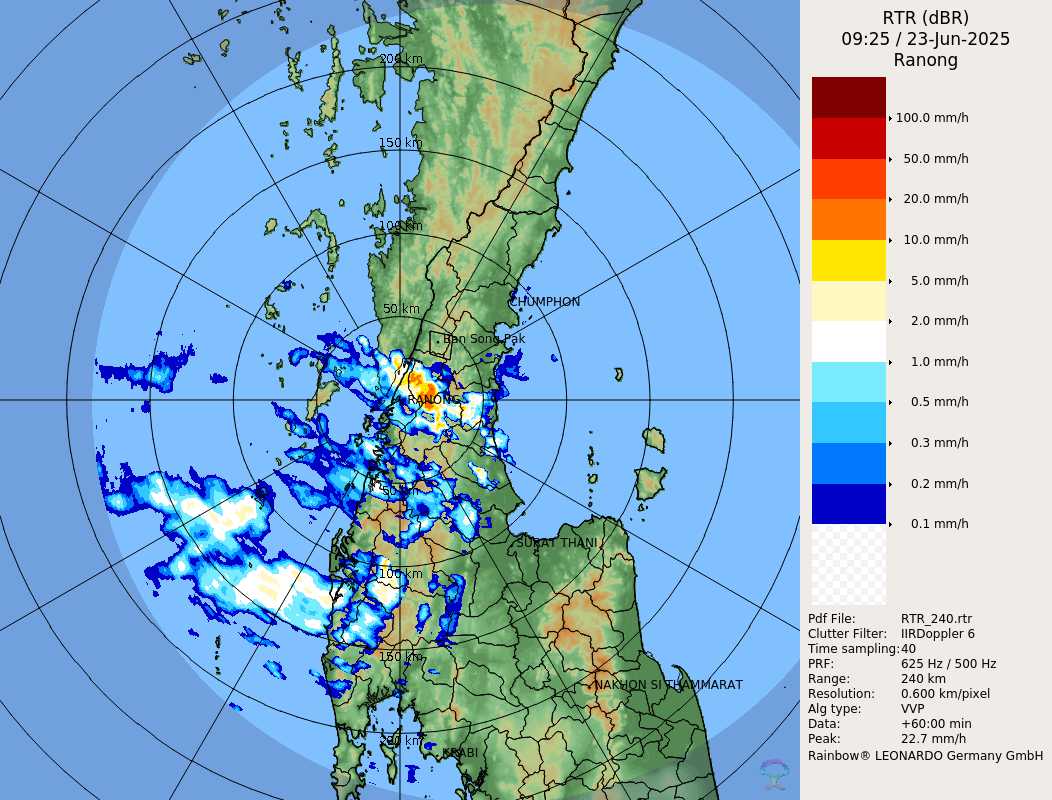 RTR (dBR)
09:25 / 23-Jun-2025
Ranong
100.0 mm/h
50.0 mm/h
20.0 mm/h
10.0 mm/h
5.0 mm/h
2.0 mm/h
1.0 mm/h
0.5 mm/h
0.3 mm/h
0.2 mm/h
0.1 mm/h
Pdf File: RTR_240.rtr
Clutter Filter: IIRDoppler 6
Time sampling: 40
PRF: 625 Hz / 500 Hz
Range: 240 km
Resolution: 0.600 km/pixel
Alg type: VVP
Data: +60:00 min
Peak: 22.7 mm/h
Rainbow® LEONARDO Germany GmbH
200 km
150 km
100 km
50 km
CHUMPHON
Ban Song Pak
RANONG
50 km
SURAT THANI
100 km
150 km
NAKHON SI THAMMARAT
200 km
KRABI